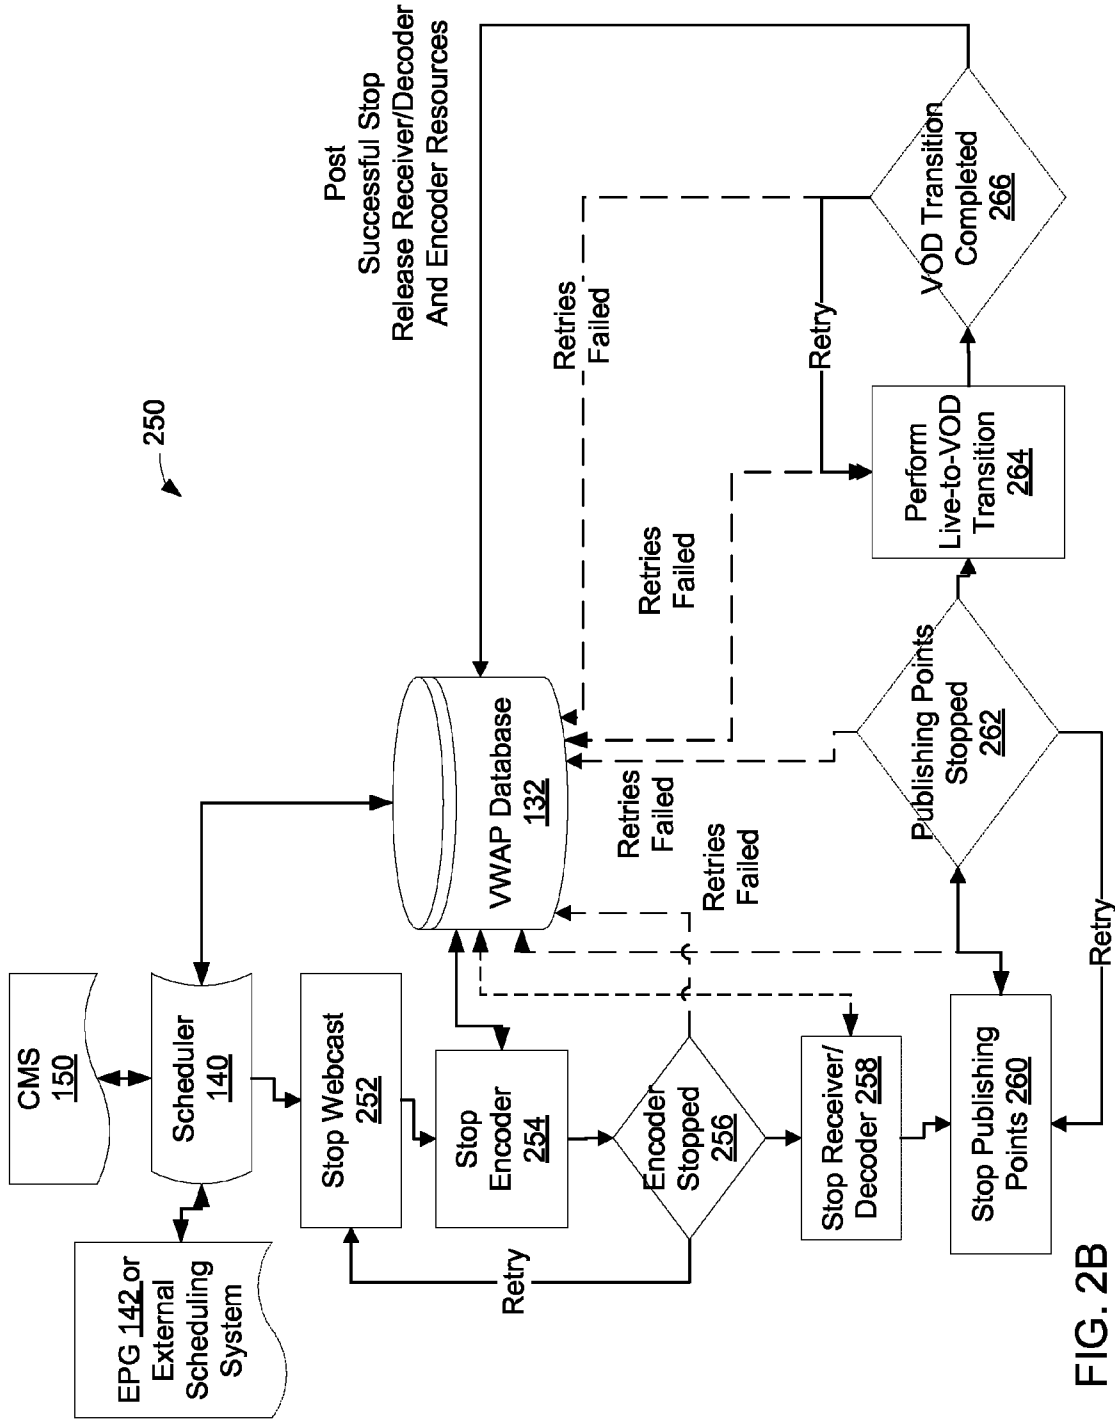 250
CMS
150
EPG 142 or
External
Scheduling
System
Scheduler
140
Stop Webcast
252
Stop
Encoder
254
Encoder
Stopped
256
Retry
Stop Receiver/
Decoder 258
Stop Publishing
Points 260
VWAP Database
132
Retries
Failed
Retries
Failed
Publishing Points
Stopped
262
Retry
Retries
Failed
Perform
Live-to-VOD
Transition
264
Retry
Retries
Failed
VOD Transition
Completed
266
Post
Successful Stop
Release Receiver/Decoder
And Encoder Resources
FIG. 2B